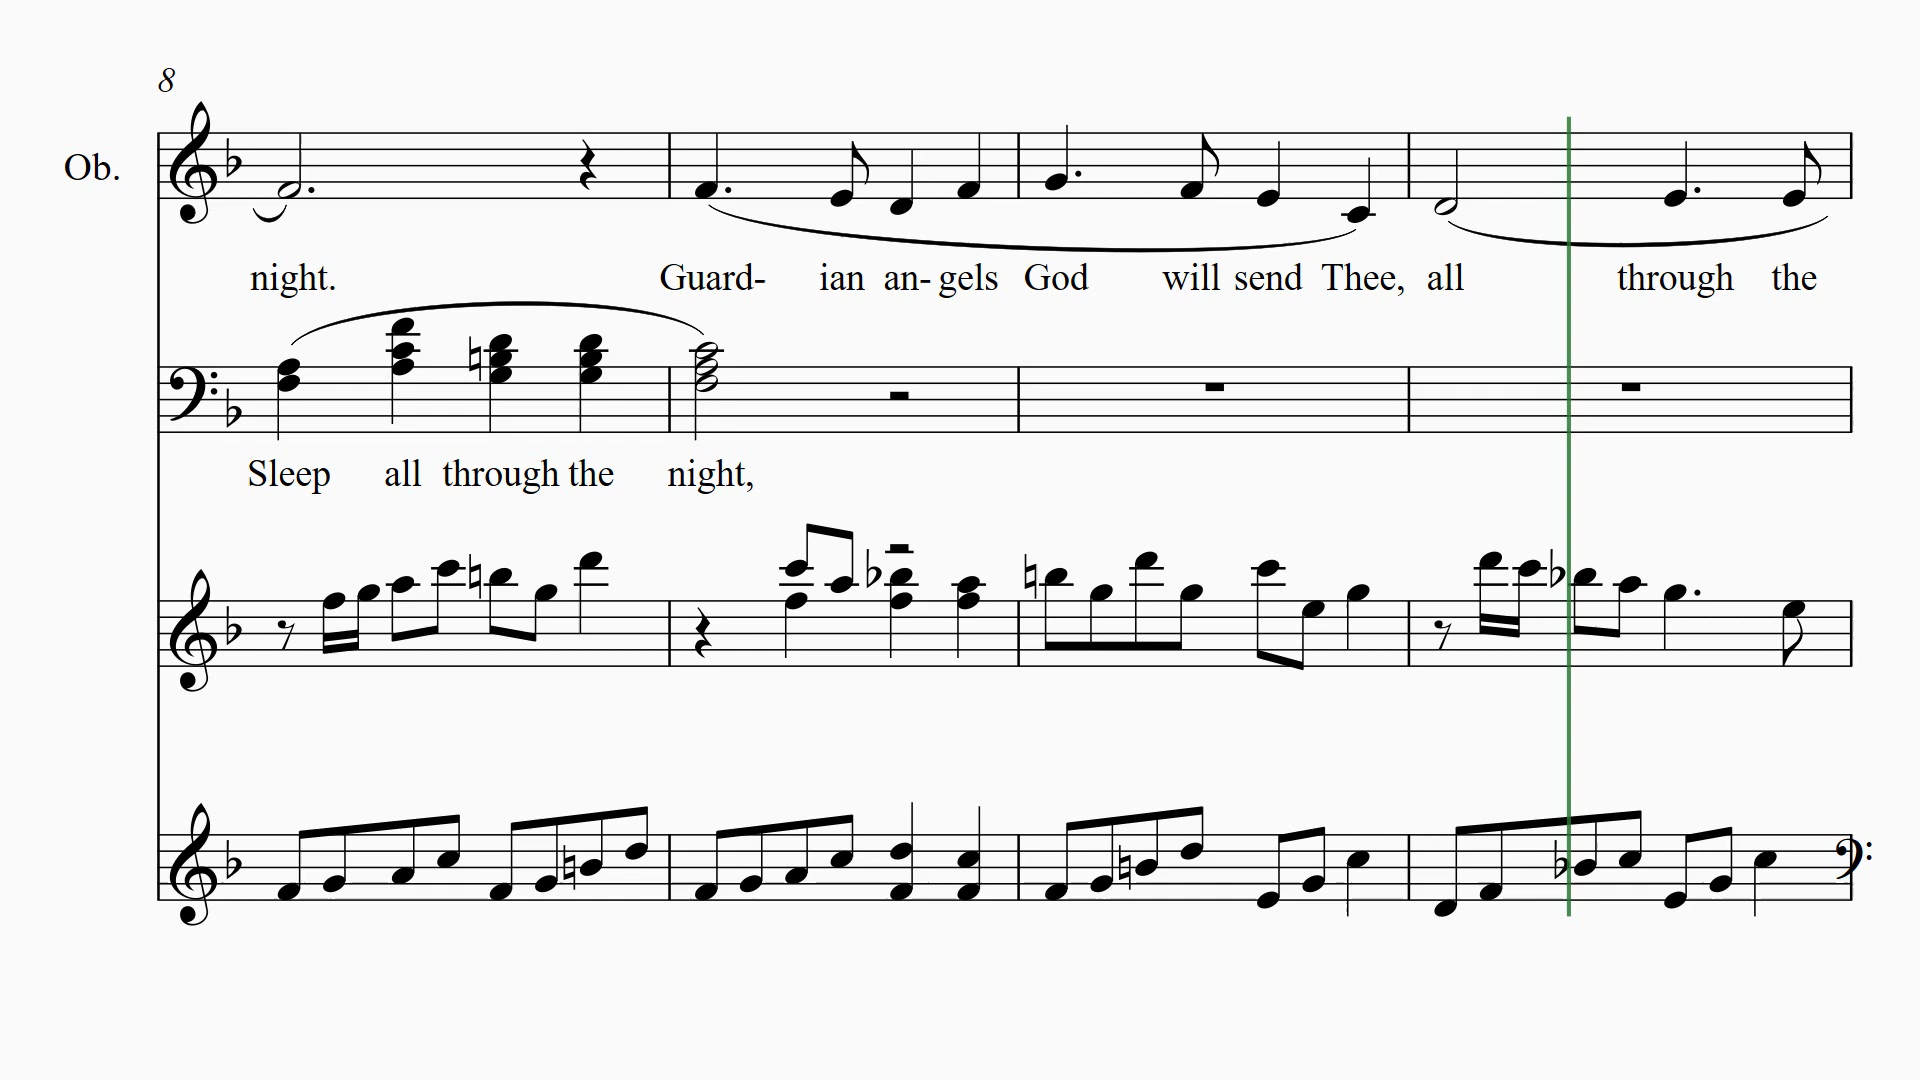 8
Ob.
night. Guard- ian an- gels God will send Thee, all through the
Sleep all through the night,